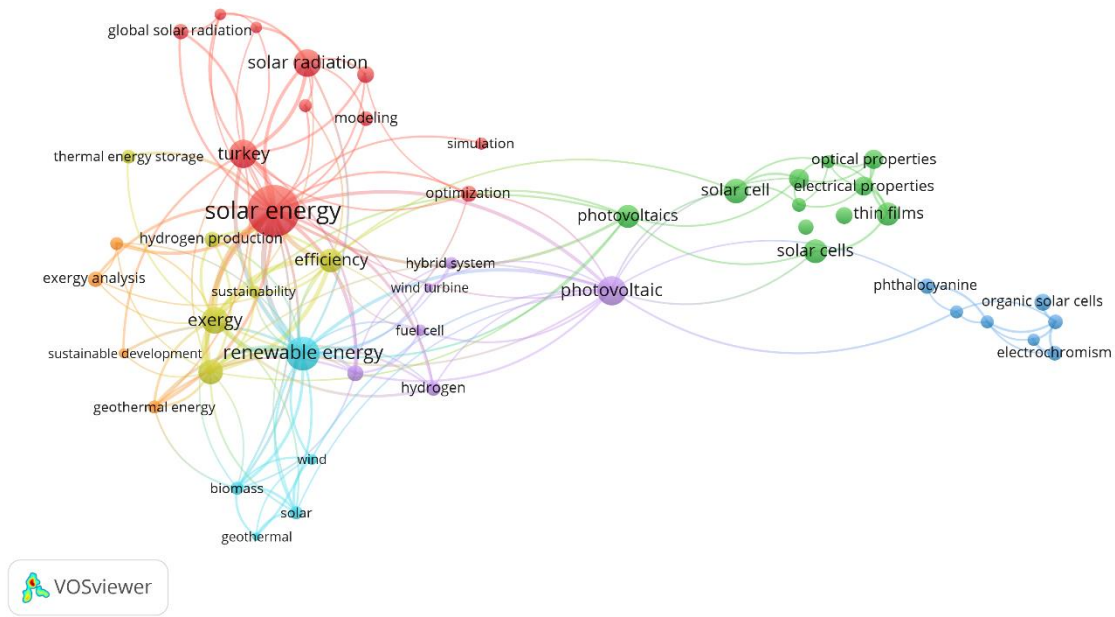 global solar radiation
solar radiation
modeling
simulation
thermal energy storage
turkey
optical properties
optimization
solar cell
electrical properties
solar energy
photovoltaics
thin films
hydrogen production
solar cells
efficiency
hybrid system
exergy analysis
sustainability
wind turbine
photovoltaic
phthalocyanine
organic solar cells
exergy
fuel cell
sustainable development
renewable energy
electrochromism
hydrogen
geothermal energy
wind
biomass
solar
geothermal
VOSviewer